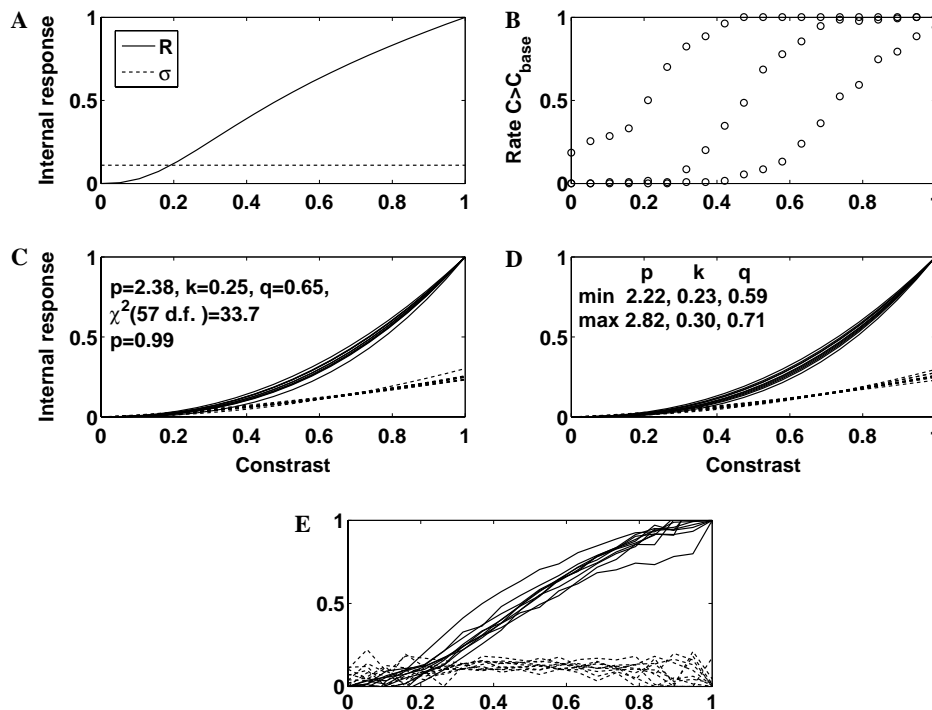 A
Internal response
1
0.5
0
R
σ
0 0.2 0.4 0.6 0.8 1
B
Rate C>C_base
1
0.5
0
0 0.2 0.4 0.6 0.8 1
C
Internal response
1
0.5
0
p=2.38, k=0.25, q=0.65,
χ²(57 d.f. )=33.7
p=0.99
0 0.2 0.4 0.6 0.8 1
Constrast
D
1
0.5
0
p k q
min 2.22, 0.23, 0.59
max 2.82, 0.30, 0.71
0 0.2 0.4 0.6 0.8 1
Constrast
E
1
0.5
0
0 0.2 0.4 0.6 0.8 1